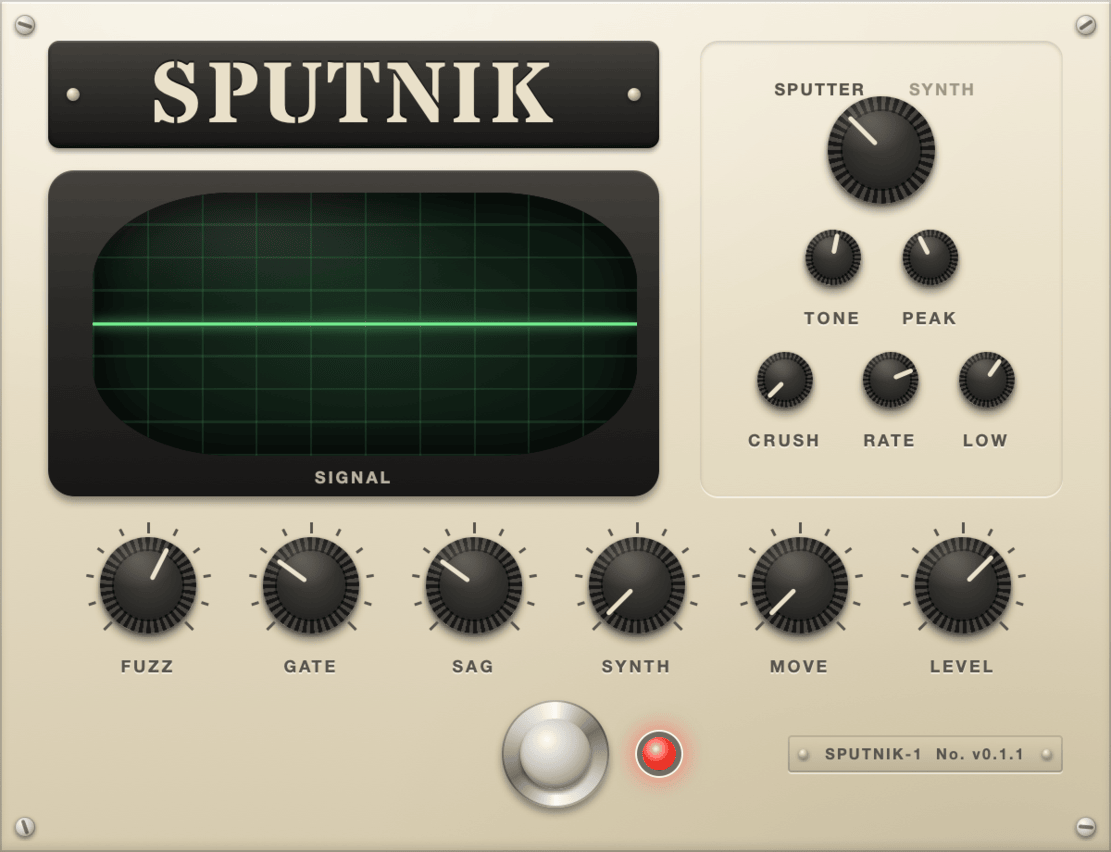 SPUTNIK
SPUTTER SYNTH
TONE PEAK
CRUSH RATE LOW
SIGNAL
FUZZ GATE SAG SYNTH MOVE LEVEL
SPUTNIK-1 No. v0.1.1